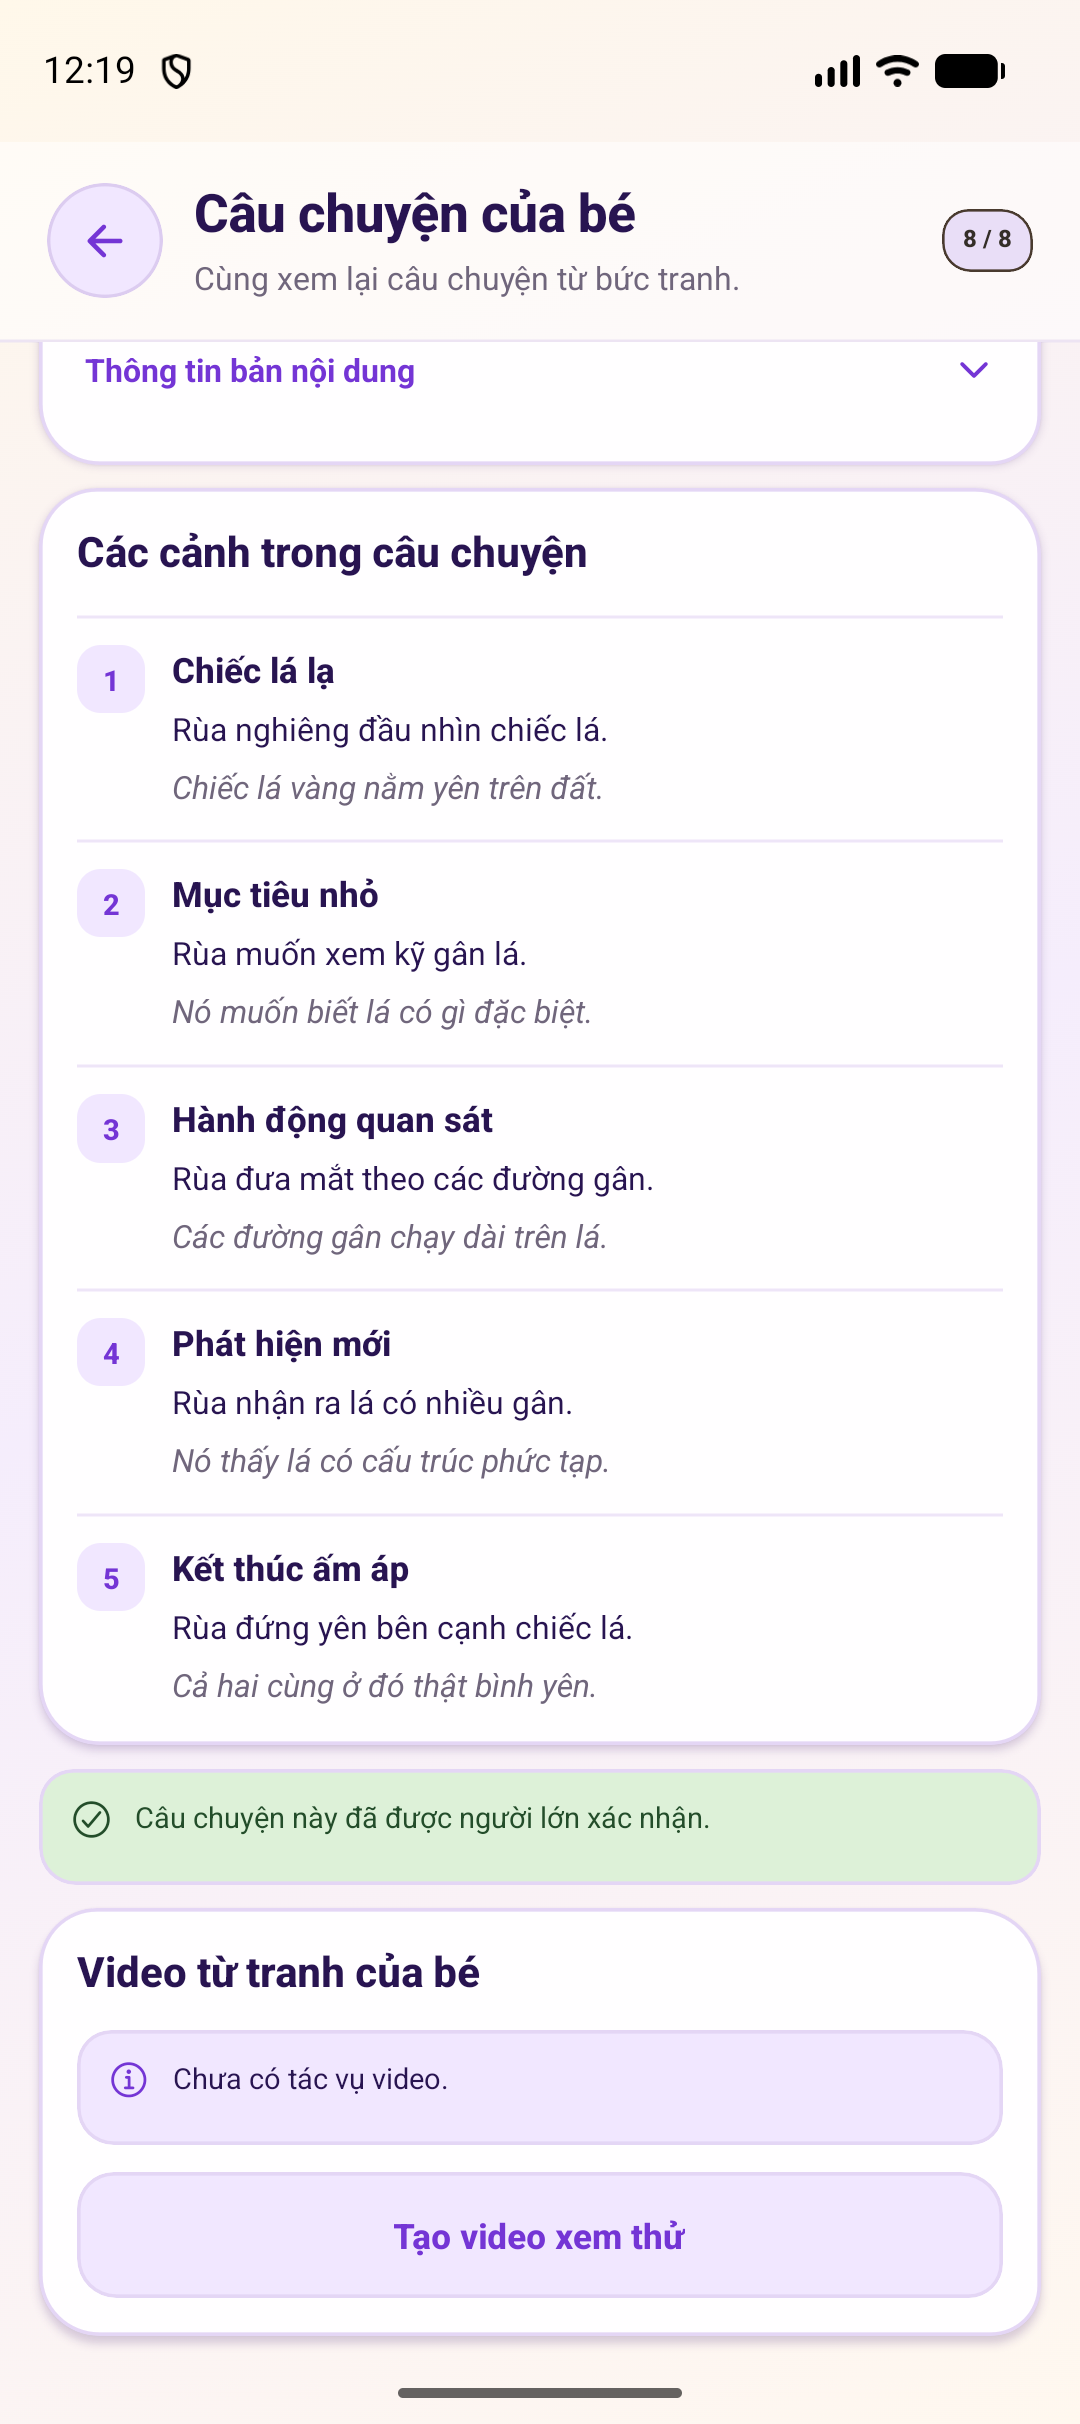 12:19
Câu chuyện của bé
Cùng xem lại câu chuyện từ bức tranh.
8 / 8
Thông tin bản nội dung
Các cảnh trong câu chuyện
1
Chiếc lá lạ
Rùa nghiêng đầu nhìn chiếc lá.
Chiếc lá vàng nằm yên trên đất.
2
Mục tiêu nhỏ
Rùa muốn xem kỹ gân lá.
Nó muốn biết lá có gì đặc biệt.
3
Hành động quan sát
Rùa đưa mắt theo các đường gân.
Các đường gân chạy dài trên lá.
4
Phát hiện mới
Rùa nhận ra lá có nhiều gân.
Nó thấy lá có cấu trúc phức tạp.
5
Kết thúc ấm áp
Rùa đứng yên bên cạnh chiếc lá.
Cả hai cùng ở đó thật bình yên.
Câu chuyện này đã được người lớn xác nhận.
Video từ tranh của bé
Chưa có tác vụ video.
Tạo video xem thử